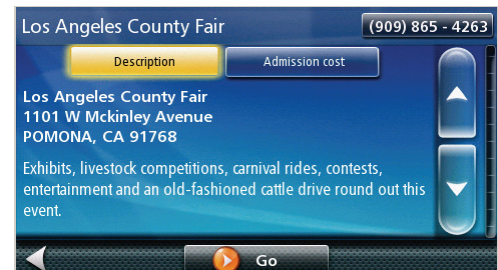 Los Angeles County Fair
(909) 865 - 4263
Description
Admission cost
Los Angeles County Fair
1101 W Mckinley Avenue
POMONA, CA 91768
Exhibits, livestock competitions, carnival rides, contests,
entertainment and an old-fashioned cattle drive round out this
event.
Go